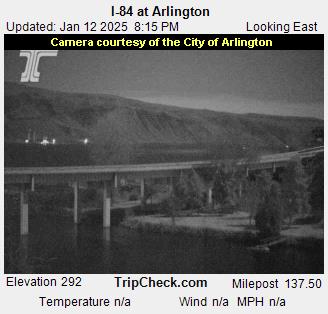 I-84 at Arlington
Updated: Jan 12 2025 8:15 PM Looking East
Camera courtesy of the City of Arlington
Elevation 292 TripCheck.com Milepost 137.50
Temperature n/a Wind n/a MPH n/a